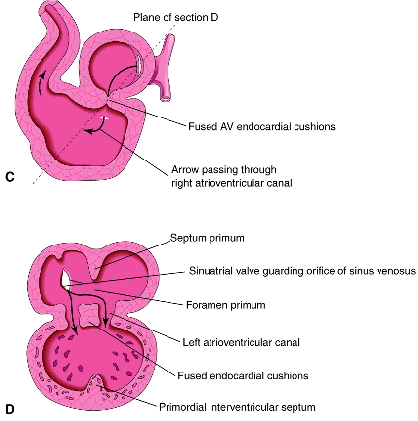 Plane of section D
Fused AV endocardial cushions
Arrow passing through
right atrioventricular canal
C
Septum primum
Sinuatrial valve guarding orifice of sinus venosus
Foramen primum
Left atrioventricular canal
Fused endocardial cushions
D
Primordial interventricular septum